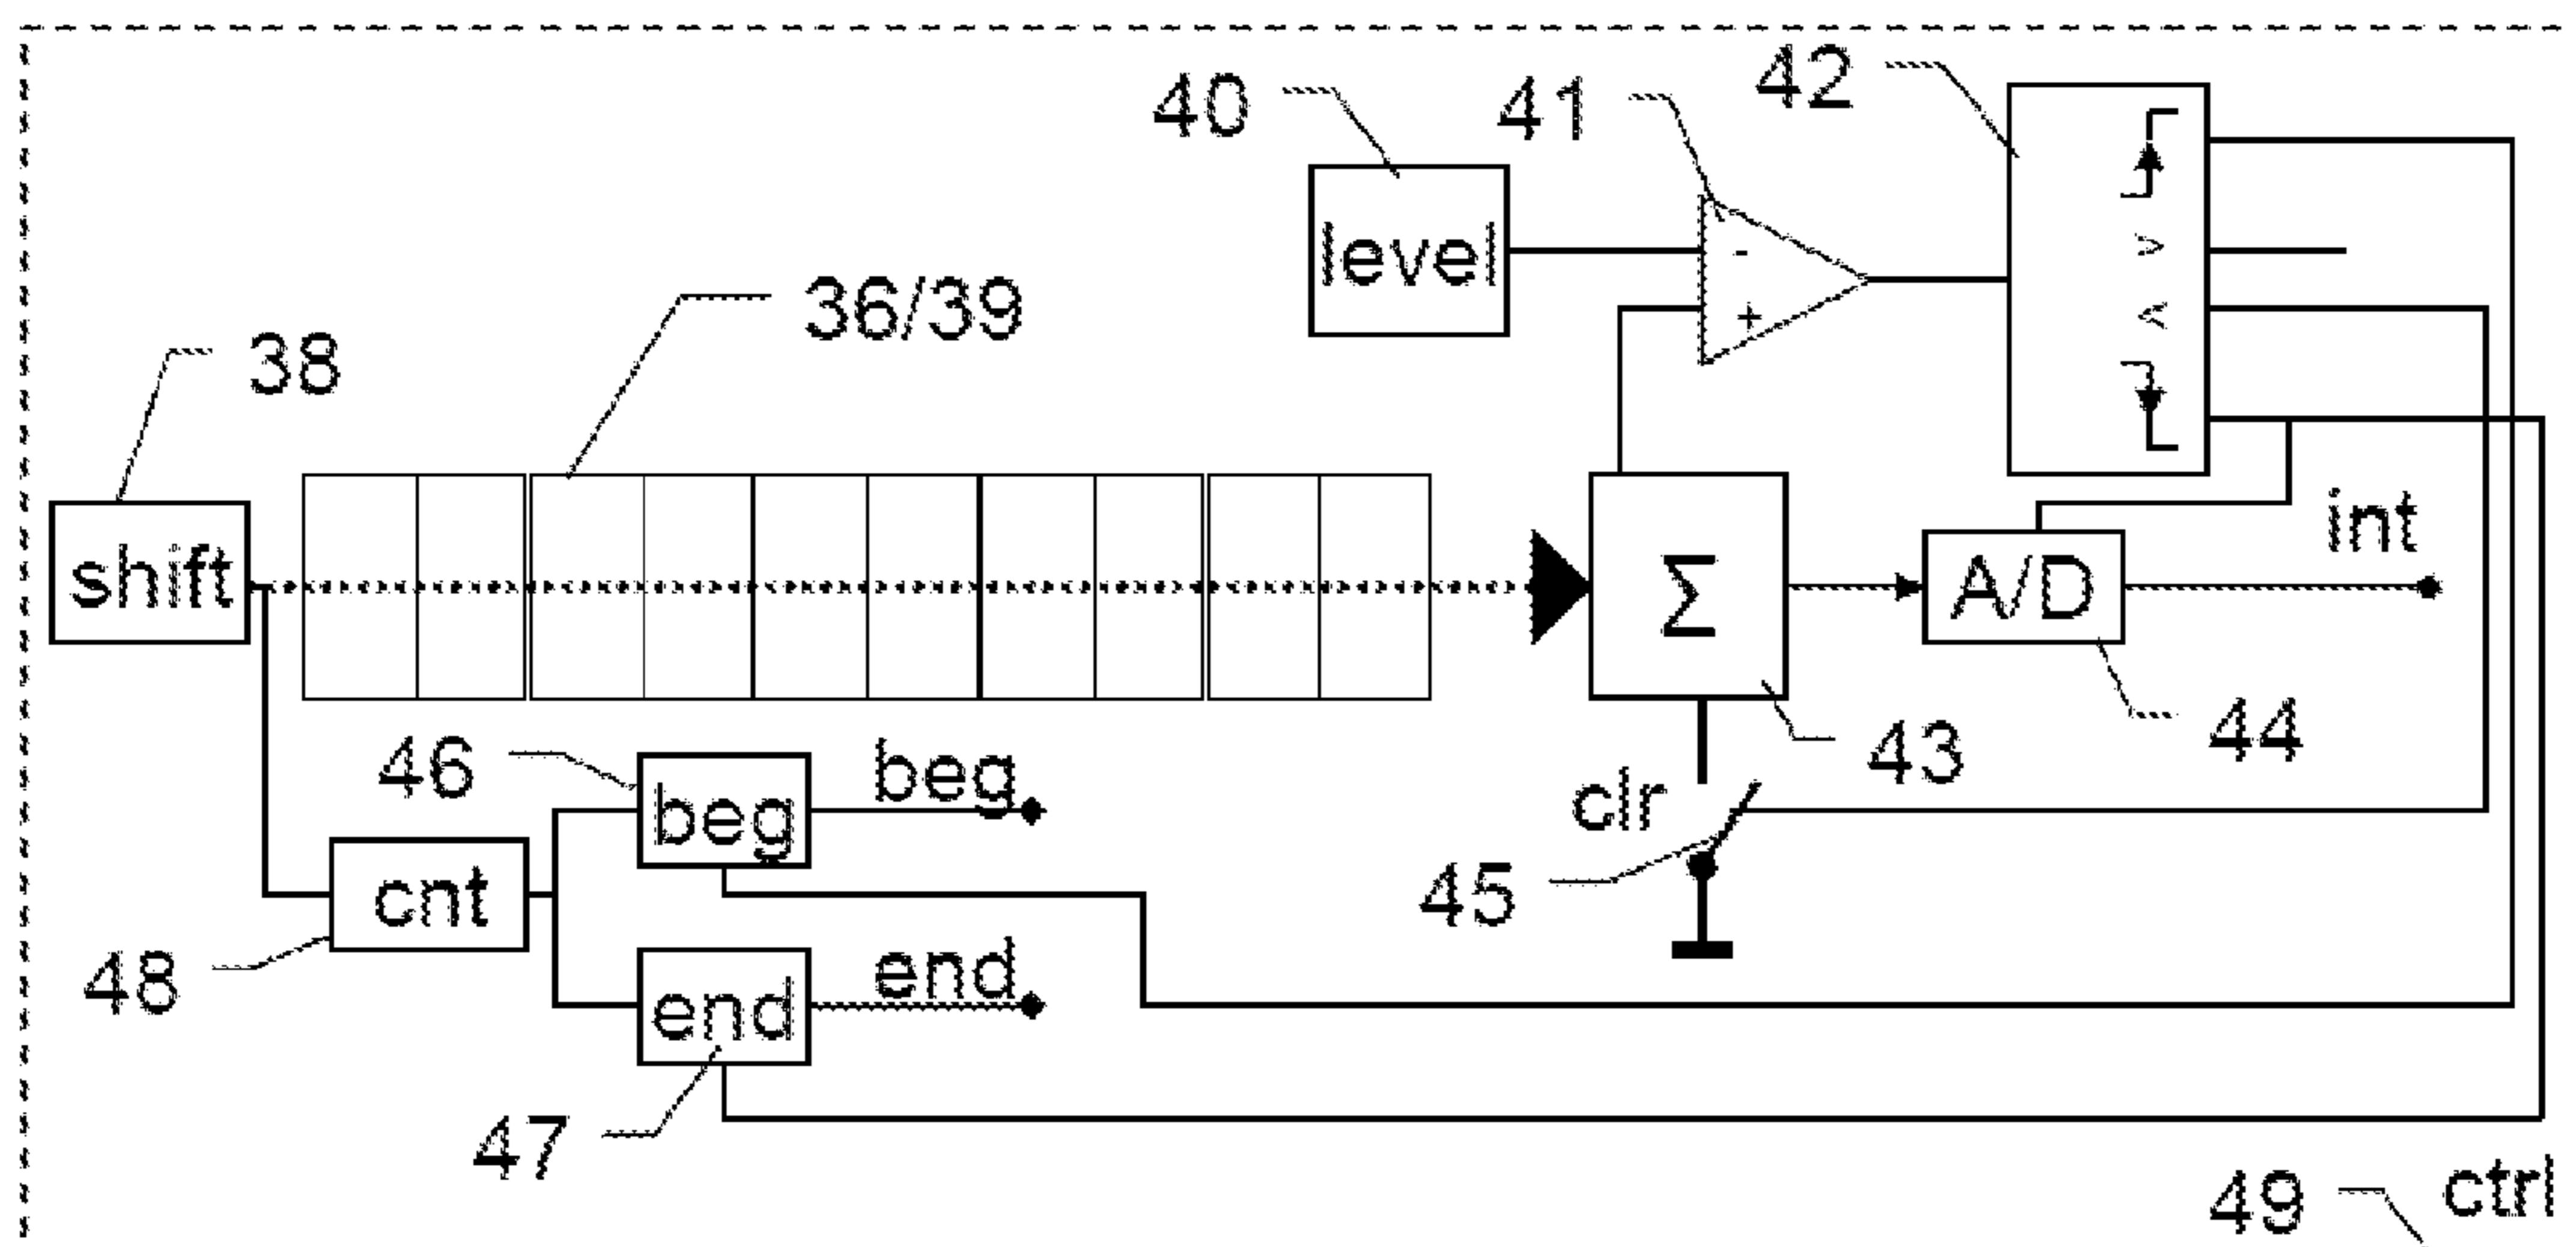 42
40
41
level
-
>
36/39
+
<
38
int
shift
Σ
A/D
44
43
46
beg
beg
clr
45
cnt
48
end
end
47
49
ctrl